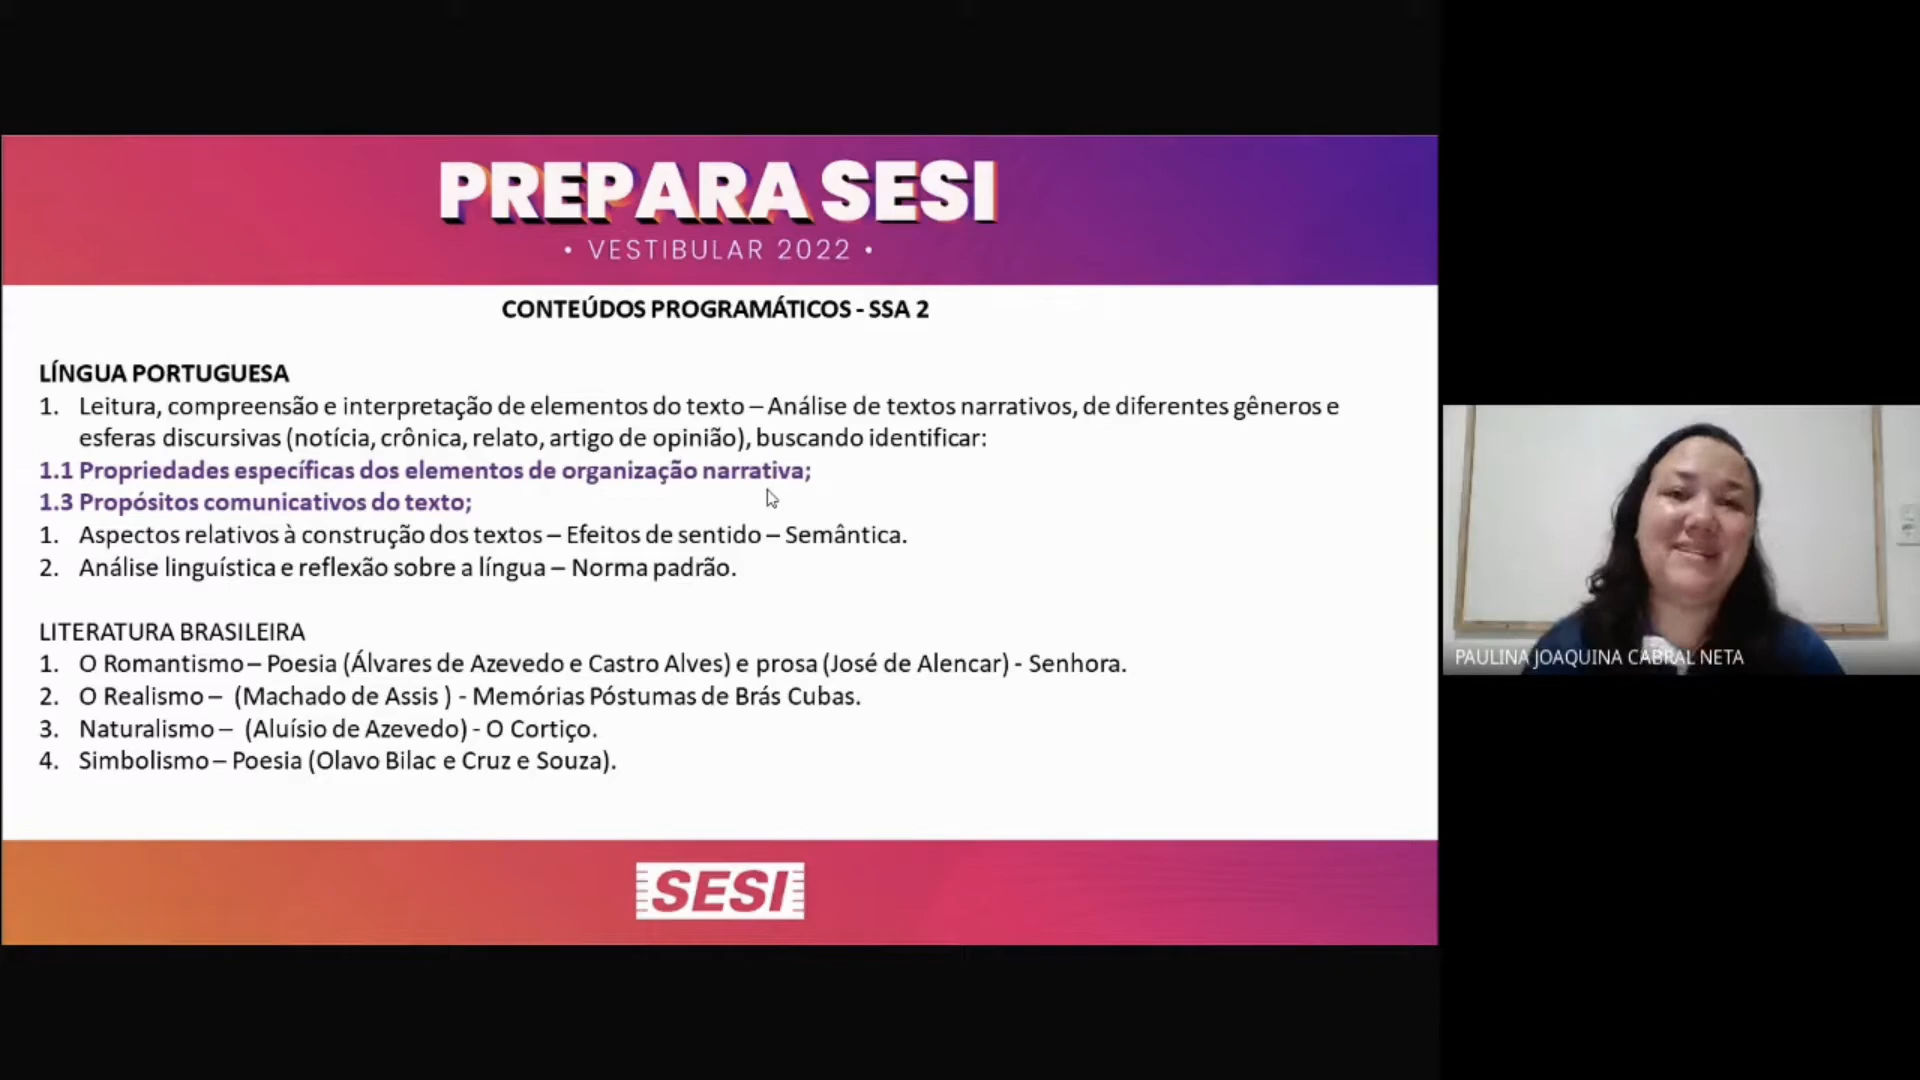 PREPARA SESI
• VESTIBULAR 2022 •
CONTEÚDOS PROGRAMÁTICOS - SSA 2
LÍNGUA PORTUGUESA
1. Leitura, compreensão e interpretação de elementos do texto – Análise de textos narrativos, de diferentes gêneros e
esferas discursivas (notícia, crônica, relato, artigo de opinião), buscando identificar:
1.1 Propriedades específicas dos elementos de organização narrativa;
1.3 Propósitos comunicativos do texto;
1. Aspectos relativos à construção dos textos – Efeitos de sentido – Semântica.
2. Análise linguística e reflexão sobre a língua – Norma padrão.
LITERATURA BRASILEIRA
1. O Romantismo – Poesia (Álvares de Azevedo e Castro Alves) e prosa (José de Alencar) - Senhora.
2. O Realismo – (Machado de Assis ) - Memórias Póstumas de Brás Cubas.
3. Naturalismo – (Aluísio de Azevedo) - O Cortiço.
4. Simbolismo – Poesia (Olavo Bilac e Cruz e Souza).
SESI
PAULINA JOAQUINA CABRAL NETA